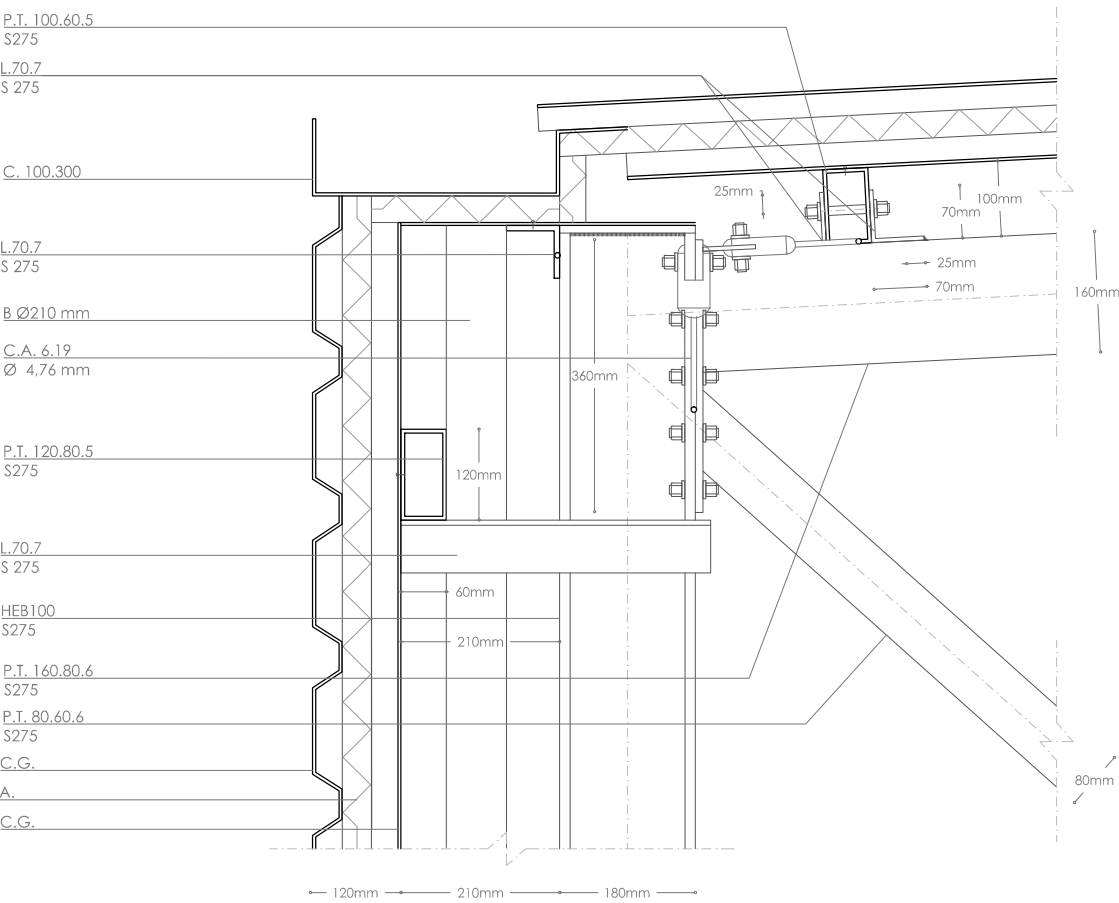 P.T. 100.60.5
S275
L.70.7
S 275
C. 100.300
L.70.7
S 275
B Ø210 mm
C.A. 6.19
Ø 4,76 mm
P.T. 120.80.5
S275
L.70.7
S 275
HEB100
S275
P.T. 160.80.6
S275
P.T. 80.60.6
S275
C.G.
A.
C.G.
25mm
70mm
100mm
25mm
70mm
160mm
360mm
120mm
60mm
210mm
80mm
120mm
210mm
180mm